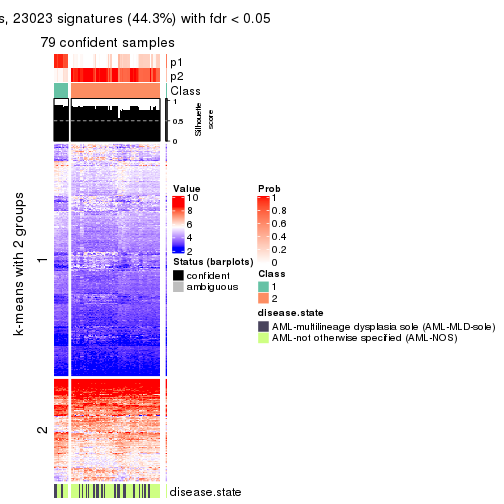 s, 23023 signatures (44.3%) with fdr < 0.05
79 confident samples
p1
p2
Class
1
0.5
0
Silhouette
score
k-means with 2 groups
1
2
Value
10
8
6
4
2
Status (barplots)
confident
ambiguous
Prob
1
0.8
0.6
0.4
0.2
0
Class
1
2
disease.state
AML-multilineage dysplasia sole (AML-MLD-sole)
AML-not otherwise specified (AML-NOS)
disease.state